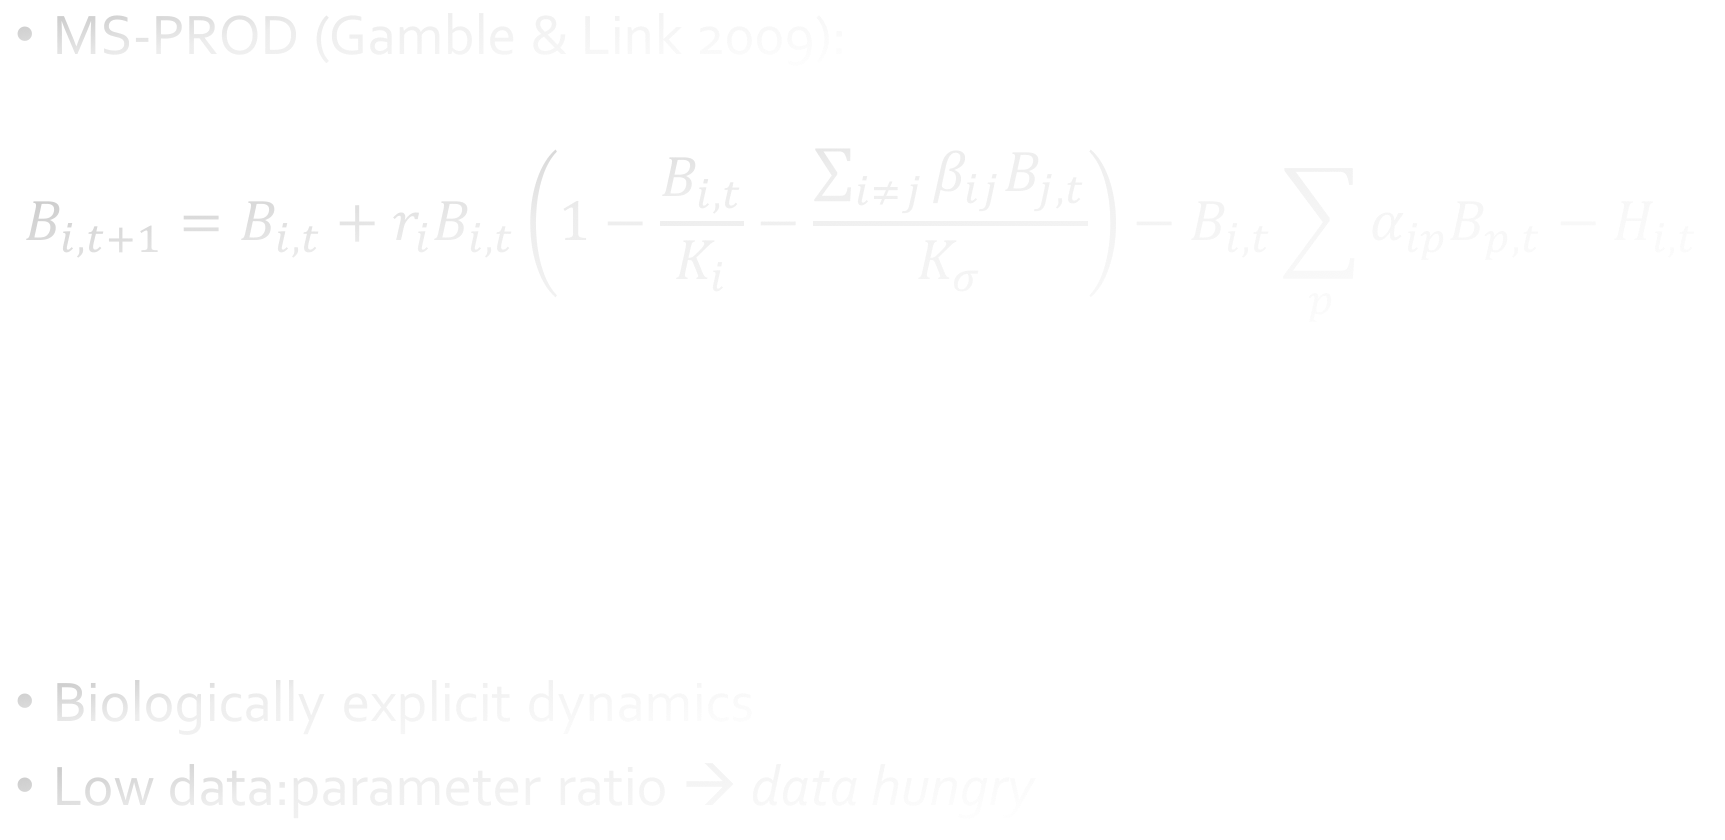 • MS-PROD (Gamble & Link 2009):
B_{i,t+1} = B_{i,t} + r_i B_{i,t} (1 − B_{i,t}/K_i − ∑_{i≠j} β_{ij} B_{j,t}/K_σ) − B_{i,t} ∑_p α_{ip} B_{p,t} − H_{i,t}
• Biologically explicit dynamics
• Low data:parameter ratio → data hungry